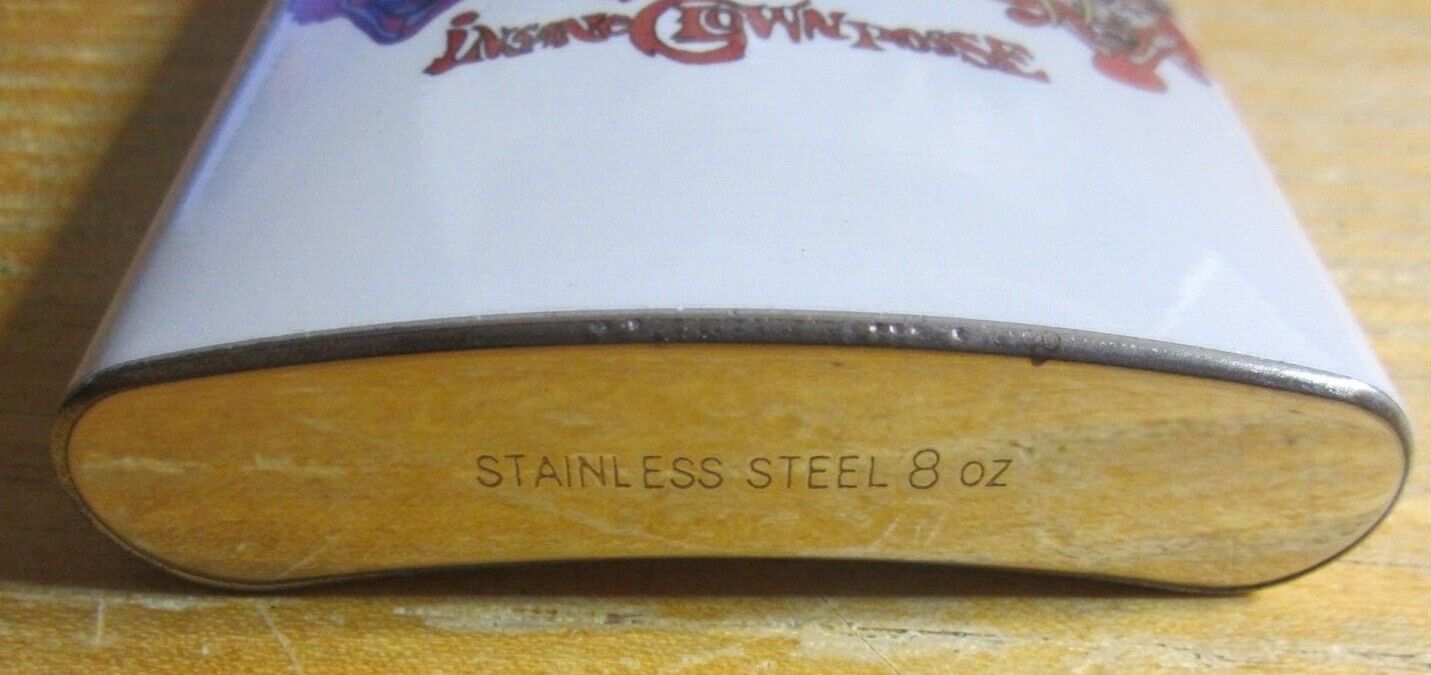 INSANE CLOWN POSSE
STAINLESS STEEL 8 oz